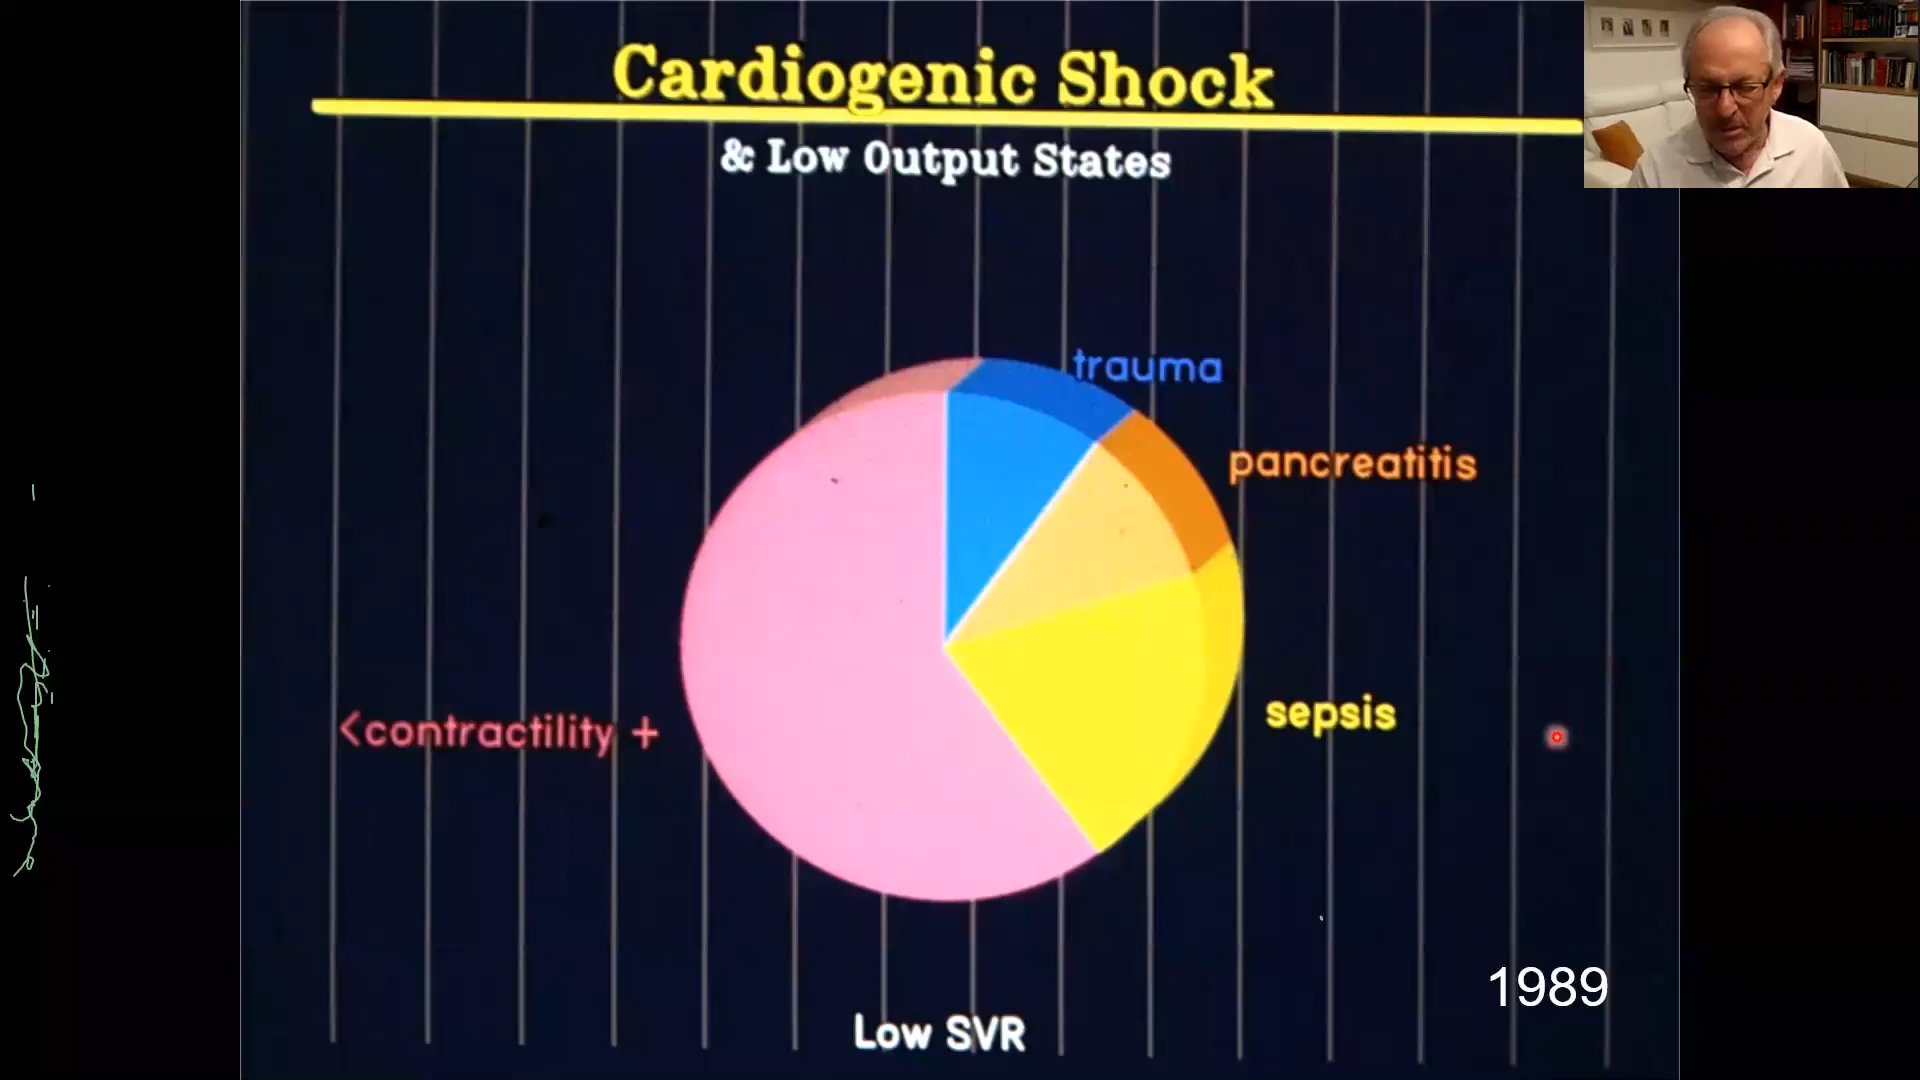 Cardiogenic Shock
& Low Output States
trauma
pancreatitis
sepsis
<contractility +
1989
Low SVR